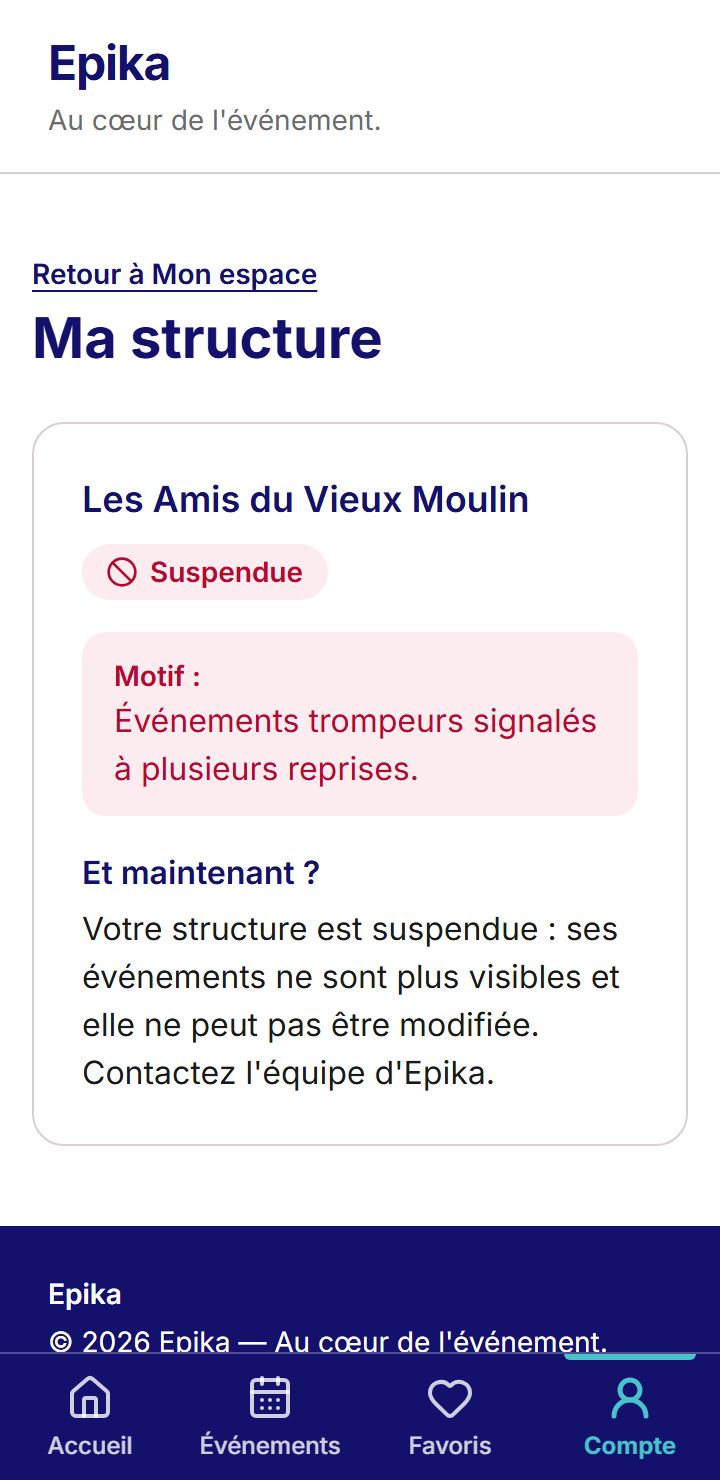 Epika
Au cœur de l'événement.
Retour à Mon espace
Ma structure
Les Amis du Vieux Moulin
Suspendue
Motif :
Événements trompeurs signalés
à plusieurs reprises.
Et maintenant ?
Votre structure est suspendue : ses
événements ne sont plus visibles et
elle ne peut pas être modifiée.
Contactez l'équipe d'Epika.
Epika
© 2026 Epika — Au cœur de l'événement.
Accueil
Événements
Favoris
Compte